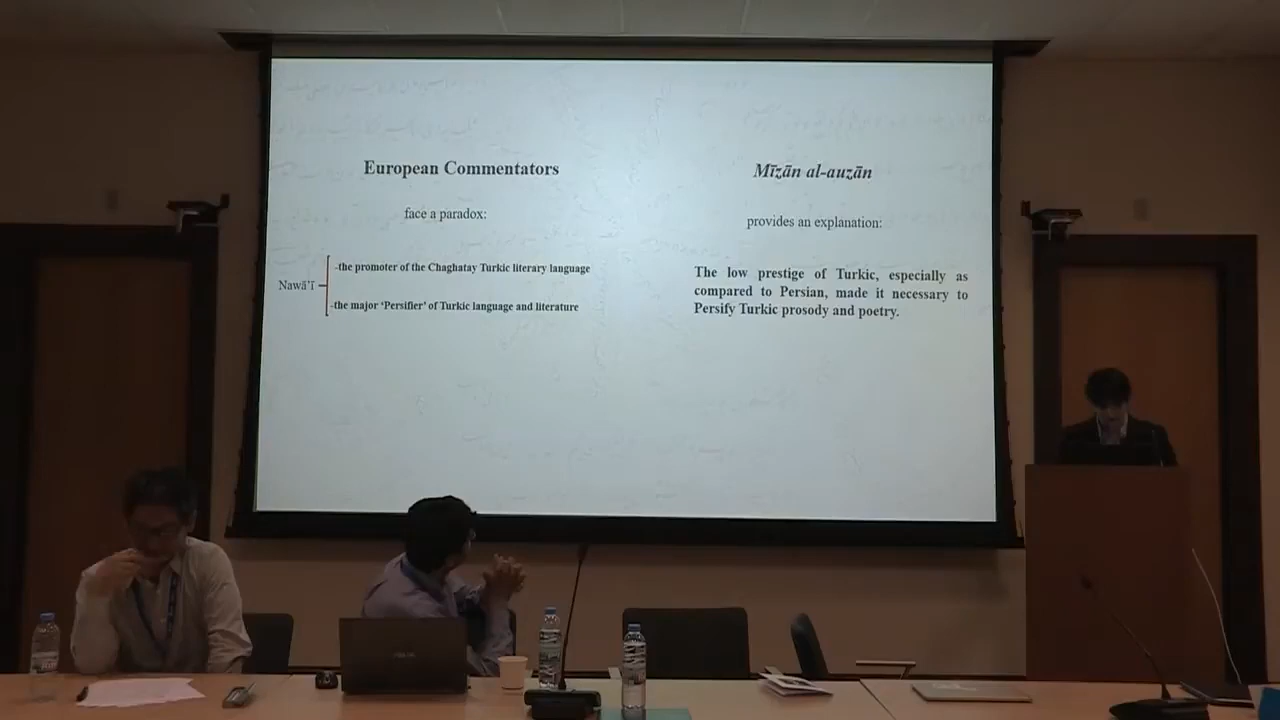 European Commentators
face a paradox:
Nawā’ī
-the promoter of the Chaghatay Turkic literary language
-the major ‘Persifier’ of Turkic language and literature
Mīzān al-auzān
provides an explanation:
The low prestige of Turkic, especially as
compared to Persian, made it necessary to
Persify Turkic prosody and poetry.